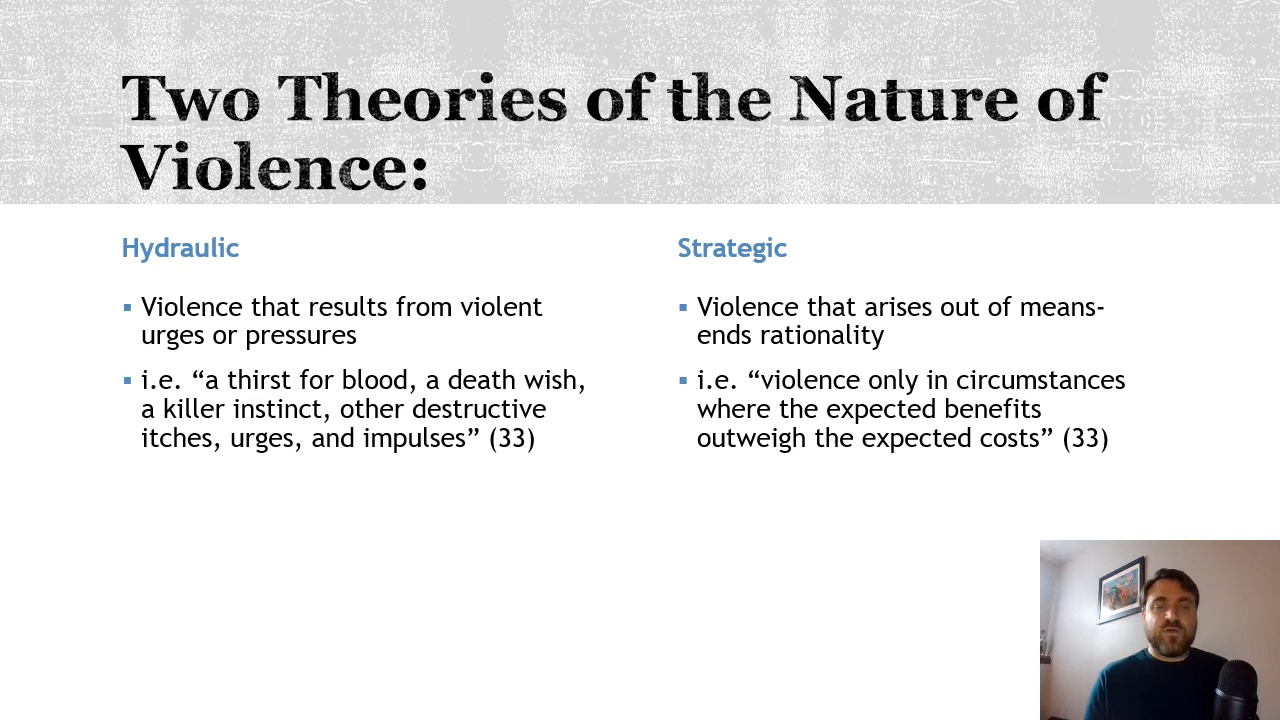 Two Theories of the Nature of
Violence:
Hydraulic
▪ Violence that results from violent
urges or pressures
▪ i.e. “a thirst for blood, a death wish,
a killer instinct, other destructive
itches, urges, and impulses” (33)
Strategic
▪ Violence that arises out of means-
ends rationality
▪ i.e. “violence only in circumstances
where the expected benefits
outweigh the expected costs” (33)